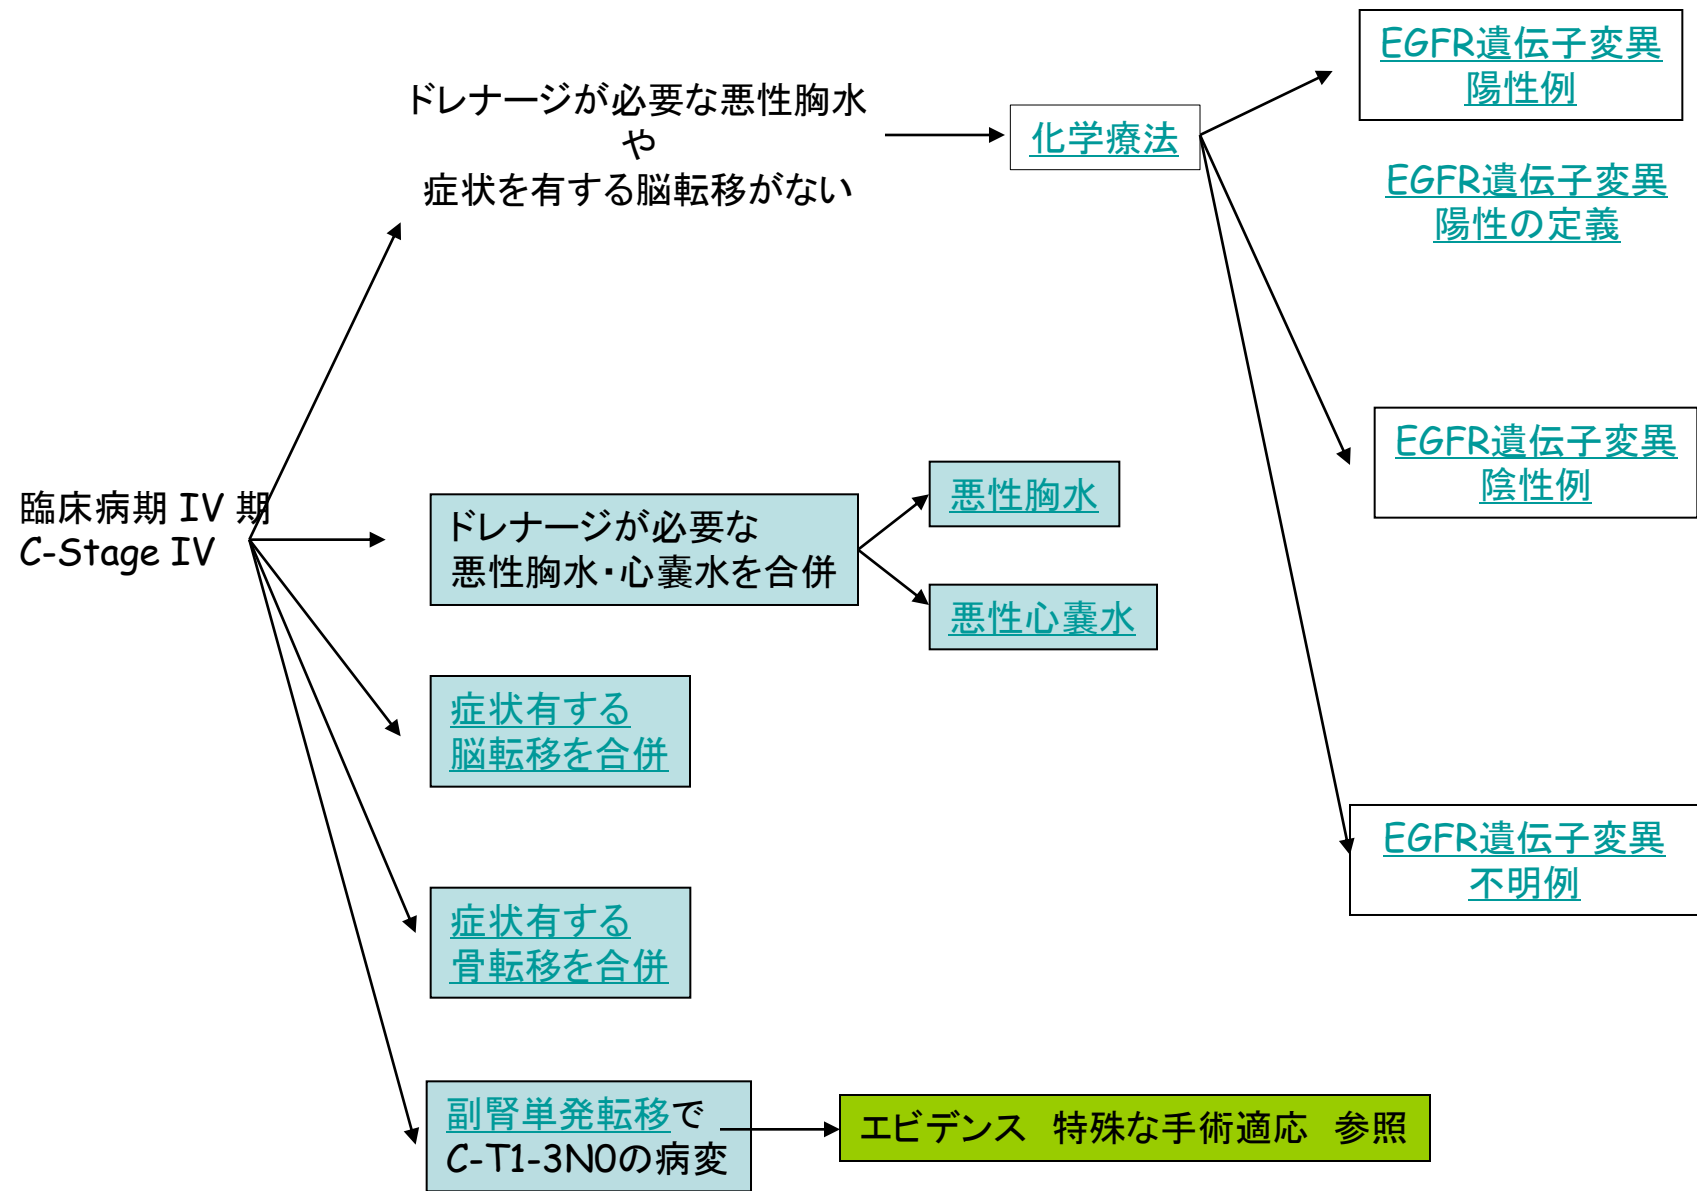 臨床病期 IV 期
C-Stage IV
ドレナージが必要な悪性胸水
や
症状を有する脳転移がない
化学療法
EGFR遺伝子変異
陽性例
EGFR遺伝子変異
陽性の定義
EGFR遺伝子変異
陰性例
EGFR遺伝子変異
不明例
ドレナージが必要な
悪性胸水・心嚢水を合併
悪性胸水
悪性心嚢水
症状有する
脳転移を合併
症状有する
骨転移を合併
副腎単発転移で
C-T1-3N0の病変
エビデンス　特殊な手術適応　参照